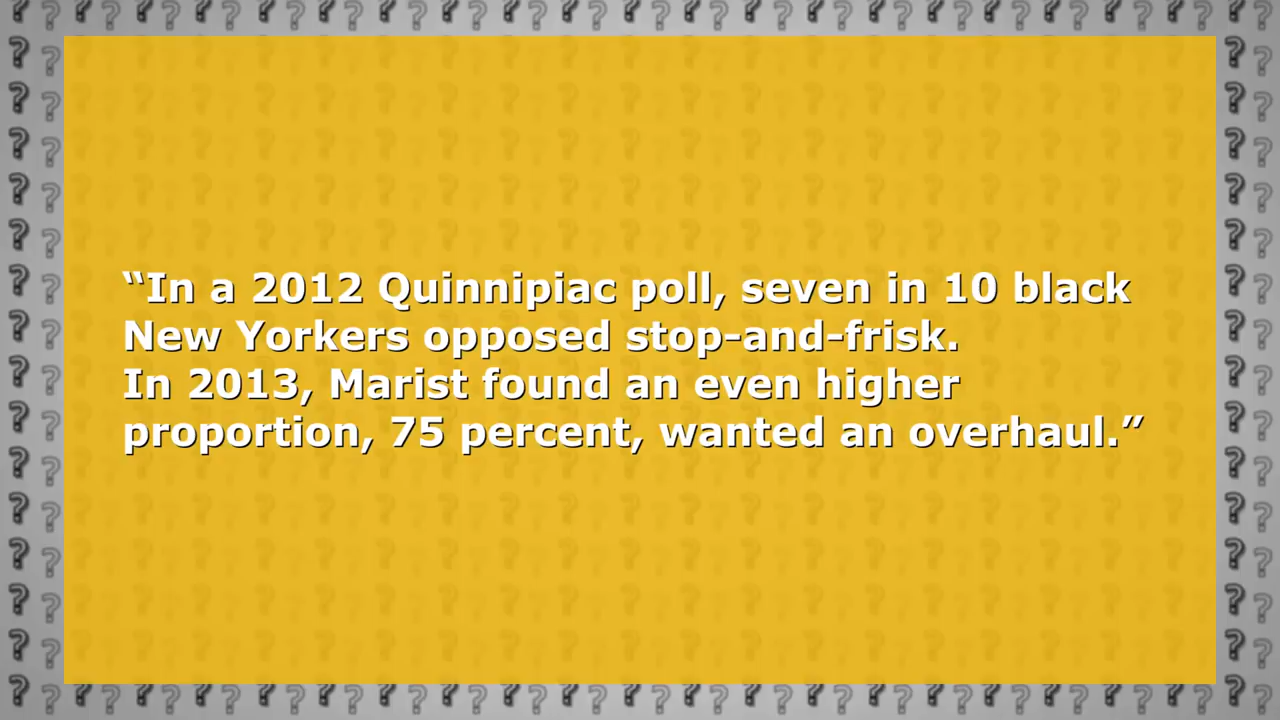 “In a 2012 Quinnipiac poll, seven in 10 black
New Yorkers opposed stop-and-frisk.
In 2013, Marist found an even higher
proportion, 75 percent, wanted an overhaul.”